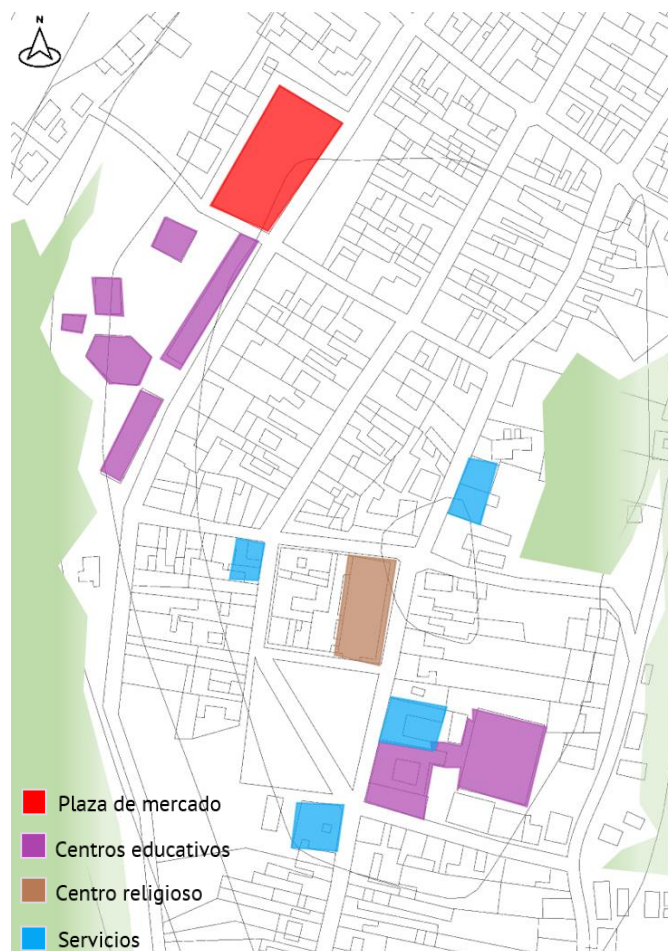 N
Plaza de mercado
Centros educativos
Centro religioso
Servicios